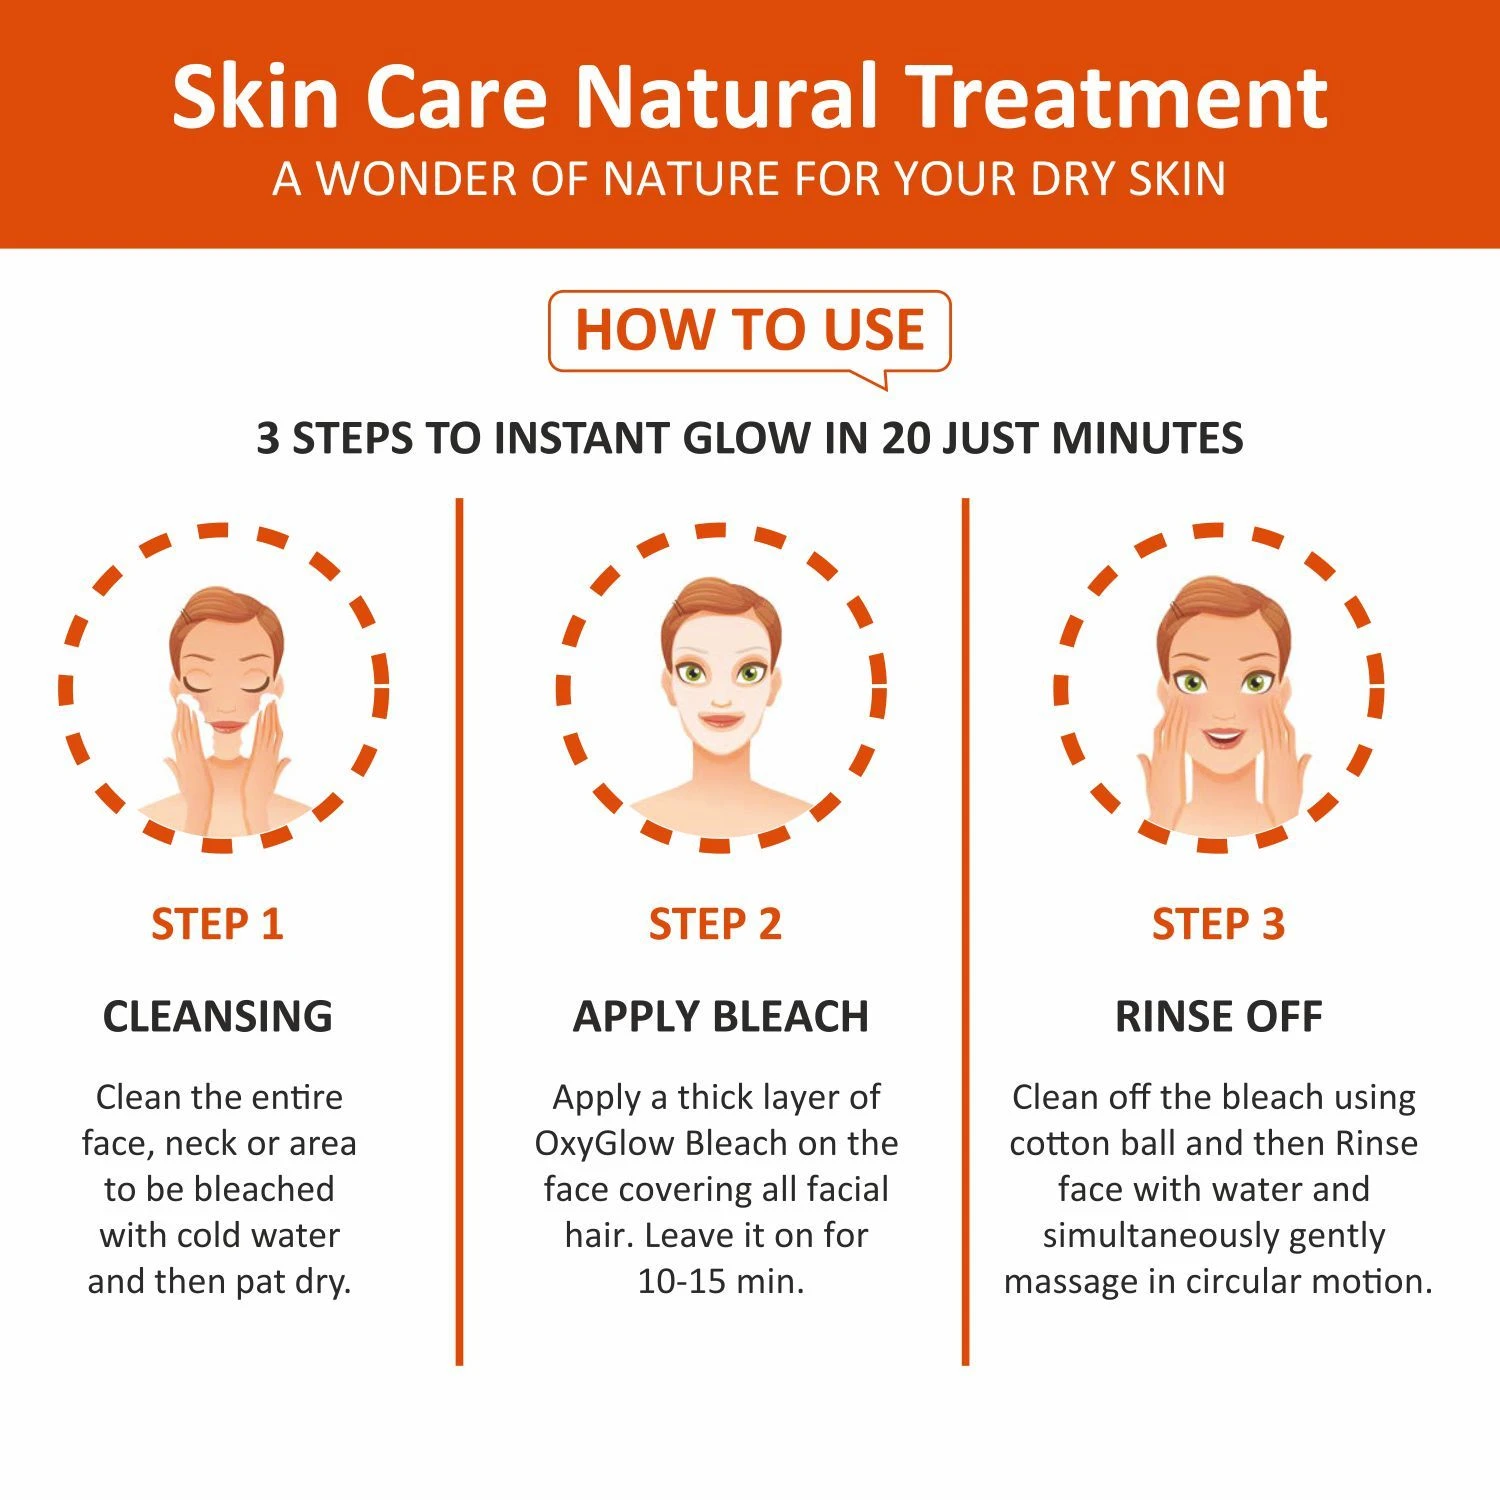 Skin Care Natural Treatment
A WONDER OF NATURE FOR YOUR DRY SKIN
HOW TO USE
3 STEPS TO INSTANT GLOW IN 20 JUST MINUTES
STEP 1
CLEANSING
Clean the entire
face, neck or area
to be bleached
with cold water
and then pat dry.
STEP 2
APPLY BLEACH
Apply a thick layer of
OxyGlow Bleach on the
face covering all facial
hair. Leave it on for
10-15 min.
STEP 3
RINSE OFF
Clean off the bleach using
cotton ball and then Rinse
face with water and
simultaneously gently
massage in circular motion.